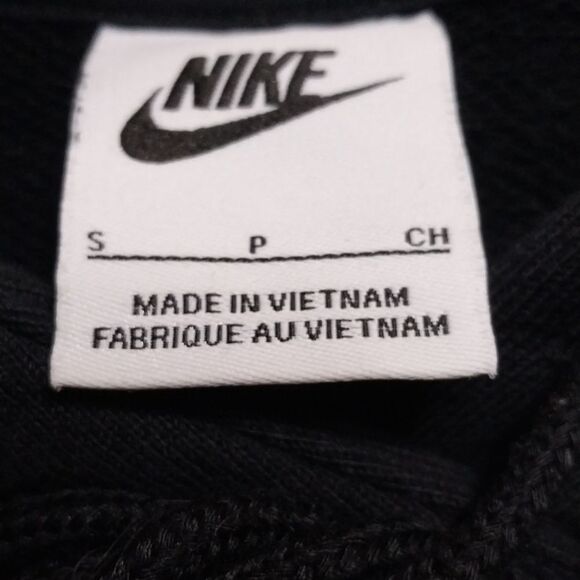 NIKE
S P CH
MADE IN VIETNAM
FABRIQUE AU VIETNAM